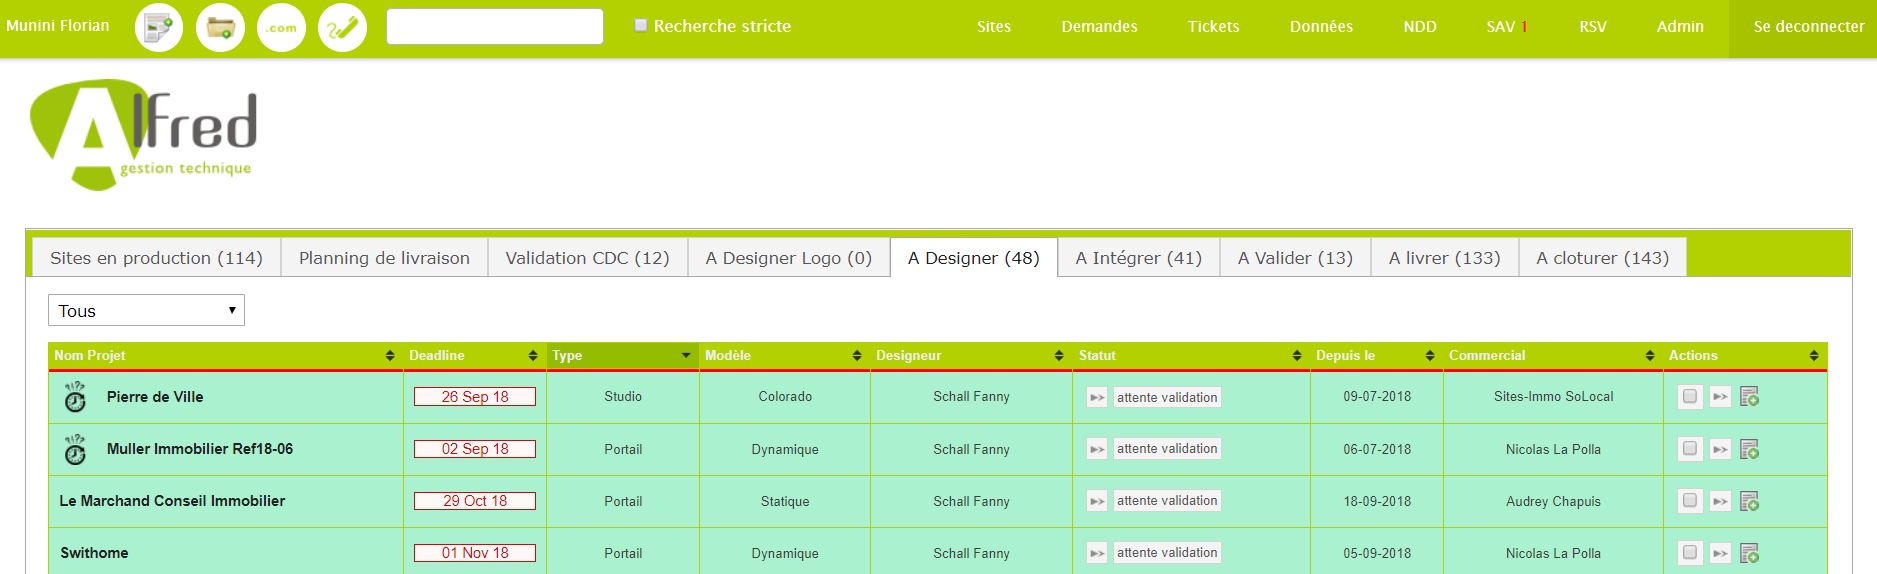 Munini Florian .com Recherche stricte Sites Demandes Tickets Données NDD SAV 1 RSV Admin Se deconnecter
Alfred
gestion technique
Sites en production (114) Planning de livraison Validation CDC (12) A Designer Logo (0) A Designer (48) A Intégrer (41) A Valider (13) A livrer (133) A cloturer (143)
Tous
Nom Projet Deadline Type Modèle Designeur Statut Depuis le Commercial Actions
Pierre de Ville 26 Sep 18 Studio Colorado Schall Fanny attente validation 09-07-2018 Sites-Immo SoLocal
Muller Immobilier Ref18-06 02 Sep 18 Portail Dynamique Schall Fanny attente validation 06-07-2018 Nicolas La Polla
Le Marchand Conseil Immobilier 29 Oct 18 Portail Statique Schall Fanny attente validation 18-09-2018 Audrey Chapuis
Swithome 01 Nov 18 Portail Dynamique Schall Fanny attente validation 05-09-2018 Nicolas La Polla